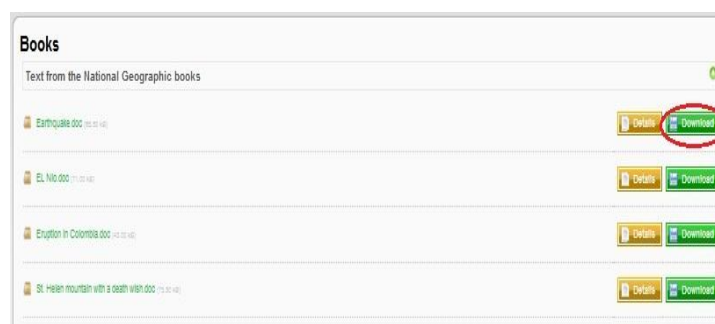 Books
Text from the National Geographic books
Earthquake.doc Details Download
EL Nio.doc Details Download
Eruption in Colombia.doc Details Download
St. Helen mountain with a death wish.doc Details Download